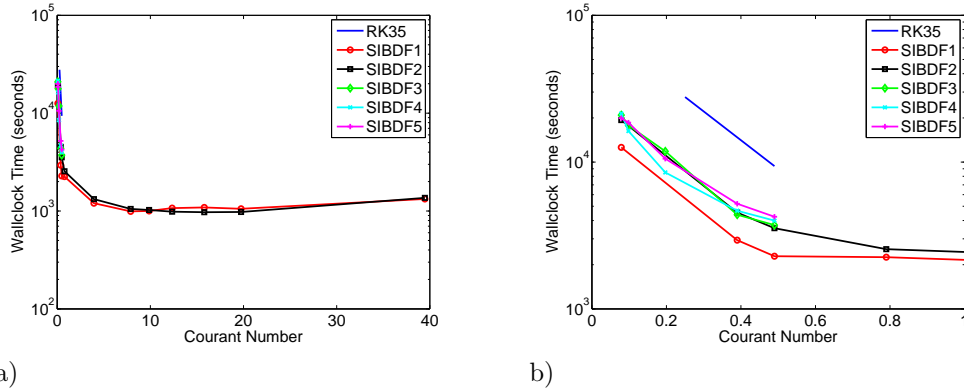 10^5
10^4
10^3
10^2
Wallclock Time (seconds)
0 10 20 30 40
Courant Number
RK35
SIBDF1
SIBDF2
SIBDF3
SIBDF4
SIBDF5
a)
10^5
10^4
10^3
Wallclock Time (seconds)
0 0.2 0.4 0.6 0.8 1
Courant Number
RK35
SIBDF1
SIBDF2
SIBDF3
SIBDF4
SIBDF5
b)